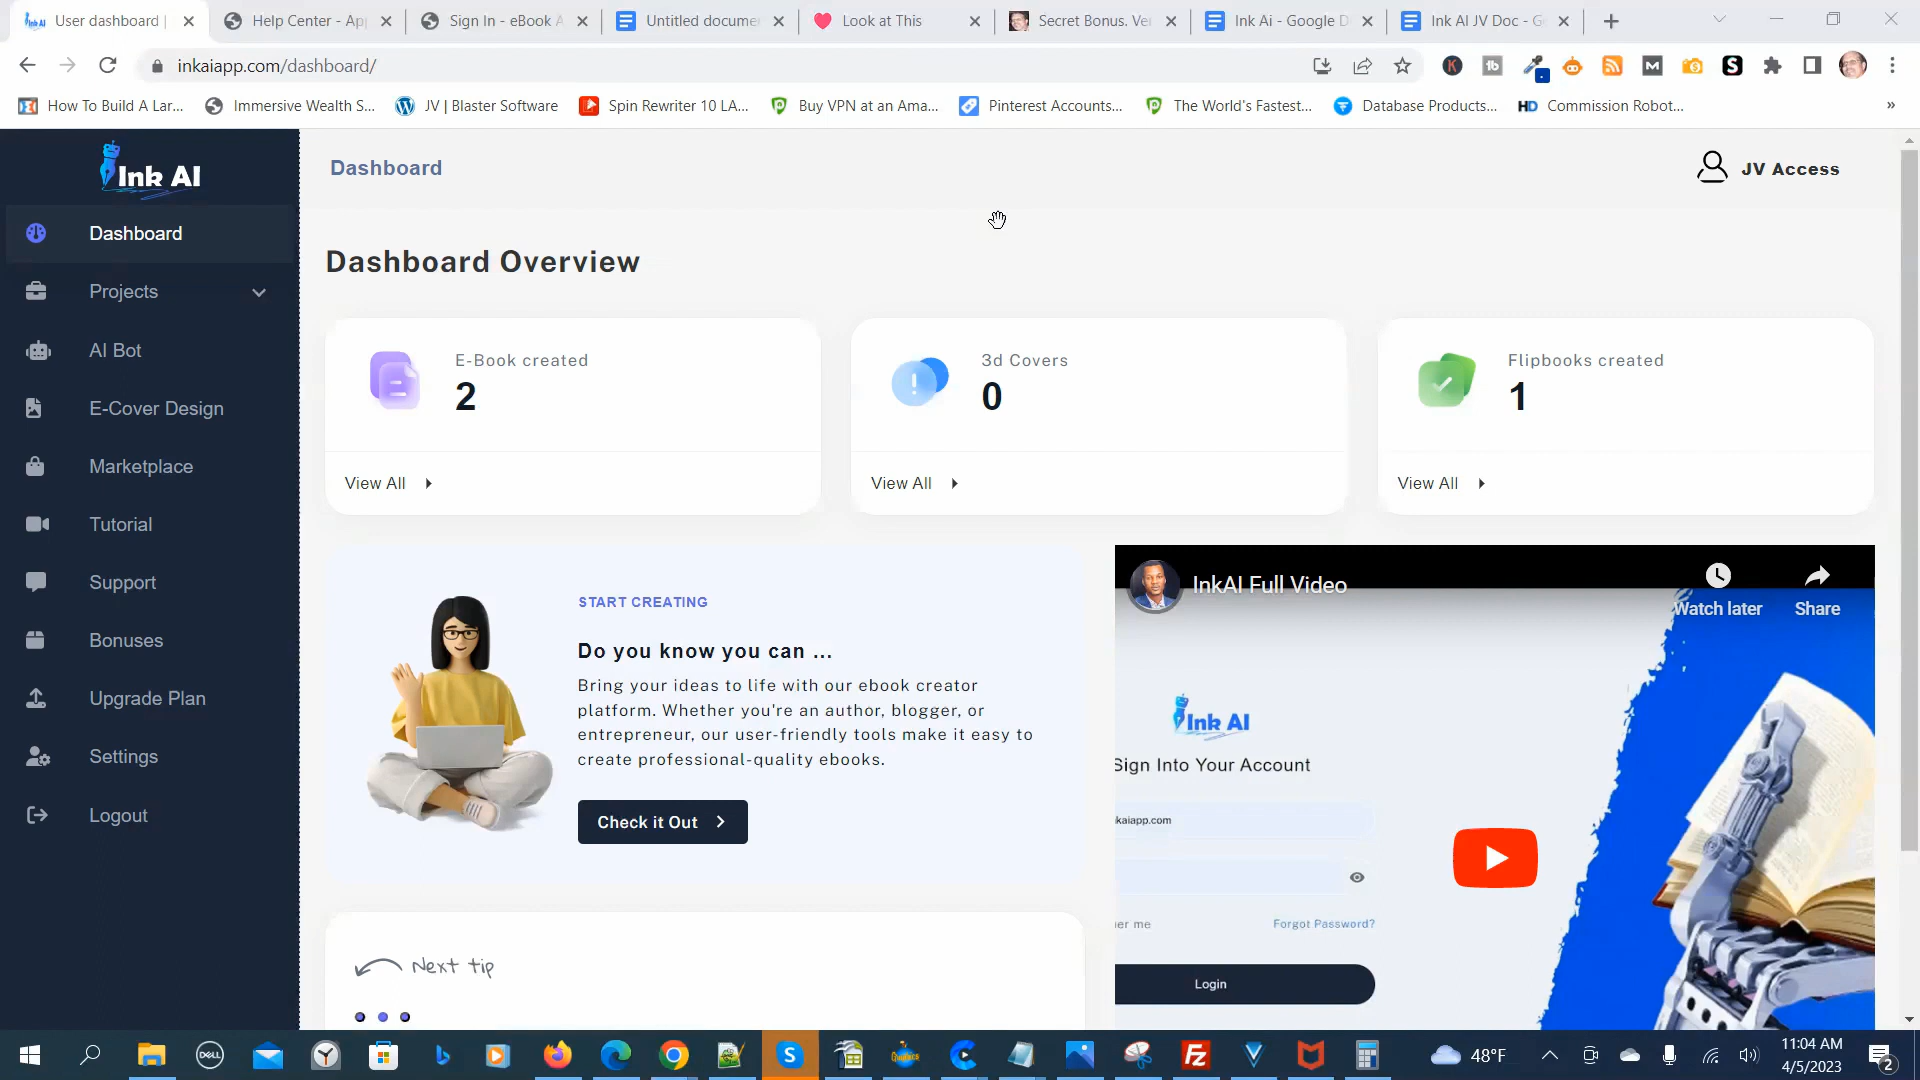 User dashboard |
Help Center - Ap
Sign In - eBook A
Untitled docume
Look at This
Secret Bonus. Ve
Ink Ai - Google D
Ink AI JV Doc - G
inkaiapp.com/dashboard/
How To Build A Lar...
Immersive Wealth S...
JV | Blaster Software
Spin Rewriter 10 LA...
Buy VPN at an Ama...
Pinterest Accounts...
The World's Fastest...
Database Products...
HD Commission Robot...
»
Ink AI
Dashboard
JV Access
Dashboard
Projects
AI Bot
E-Cover Design
Marketplace
Tutorial
Support
Bonuses
Upgrade Plan
Settings
Logout
Dashboard Overview
E-Book created
2
View All
3d Covers
0
View All
Flipbooks created
1
View All
START CREATING
Do you know you can ...
Bring your ideas to life with our ebook creator
platform. Whether you're an author, blogger, or
entrepreneur, our user-friendly tools make it easy to
create professional-quality ebooks.
Check it Out
InkAI Full Video
Watch later
Share
Ink AI
Sign Into Your Account
kaiapp.com
er me
Forgot Password?
Login
Next tip
48°F
11:04 AM
4/5/2023
2